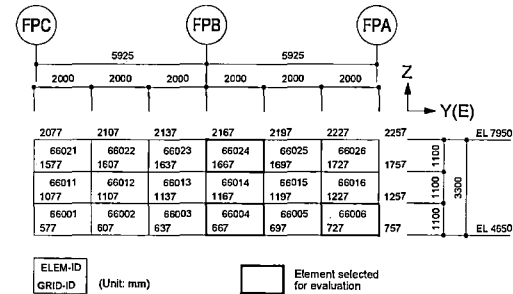 FPC FPB FPA
5925 5925
2000 2000 2000 2000 2000 2000
Z
Y(E)
2077 2107 2137 2167 2197 2227 2257 EL 7950
66021 66022 66023 66024 66025 66026
1577 1607 1637 1667 1697 1727 1757
1100
66011 66012 66013 66014 66015 66016
1077 1107 1137 1167 1197 1227 1257
1100
3300
66001 66002 66003 66004 66005 66006
577 607 637 667 697 727 757
1100
EL 4650
ELEM-ID
GRID-ID
(Unit: mm)
Element selected
for evaluation